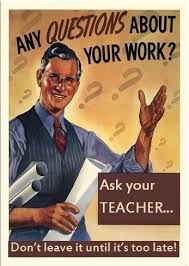 ANY QUESTIONS ABOUT
YOUR WORK?
Ask your
TEACHER...
Don't leave it until it's too late!